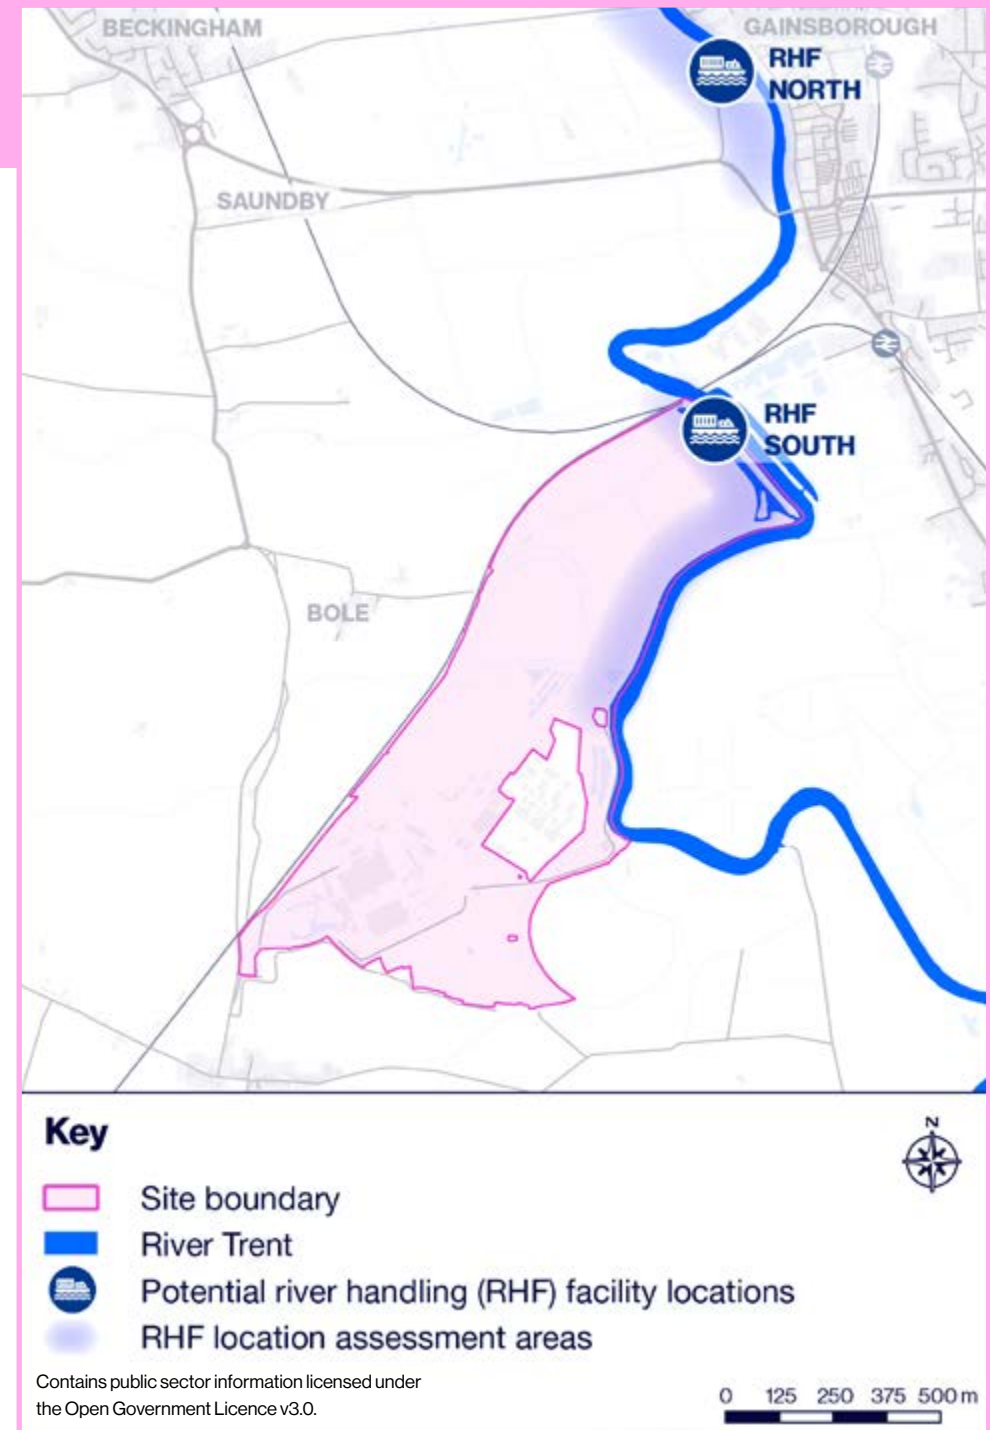 BECKINGHAM
GAINSBOROUGH
RHF
NORTH
SAUNDBY
RHF
SOUTH
BOLE
Key
N
Site boundary
River Trent
Potential river handling (RHF) facility locations
RHF location assessment areas
Contains public sector information licensed under
the Open Government Licence v3.0.
0 125 250 375 500 m